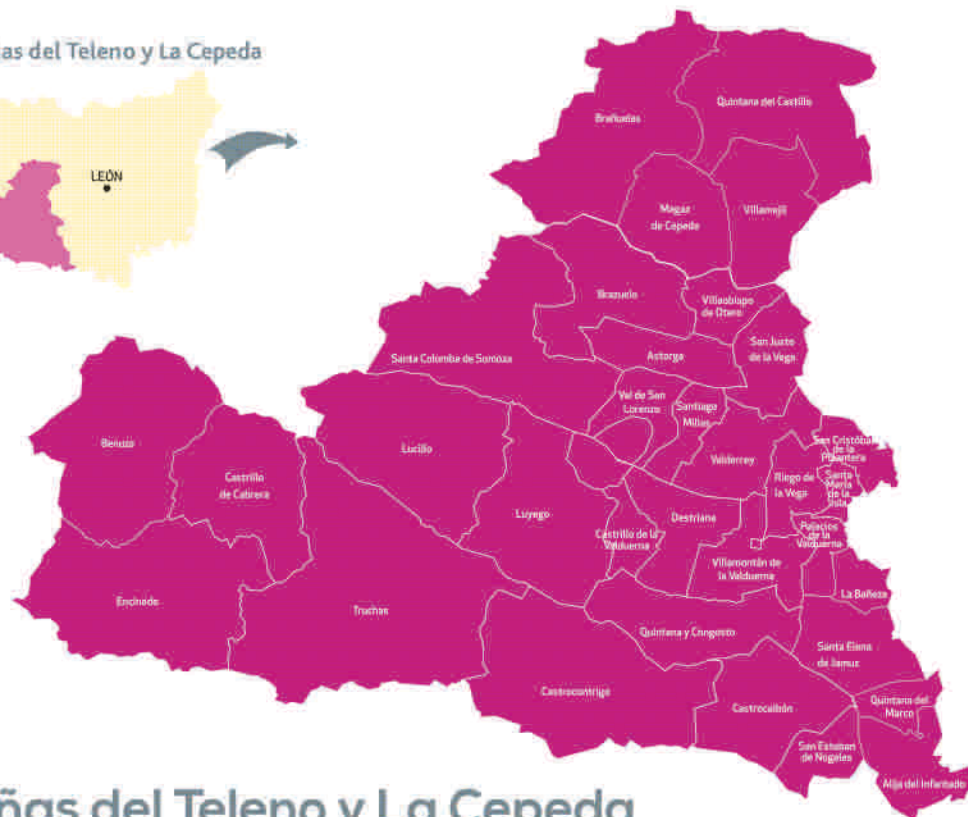 as del Teleno y La Cepeda
LEÓN
Brañuelas
Quintana del Castillo
Magaz
de Cepeda
Villamejil
Brazuelo
Villaobispo
de Otero
San Justo
de la Vega
Santa Colomba de Somoza
Astorga
Val de San
Lorenzo
Santiago
Millas
Benuza
Castrillo
de Cabrera
Lucillo
Valderrey
Riego de
la Vega
San Cristóbal
de la
Polantera
Santa
María
de la
Isla
Luyego
Castrillo de la
Valduerna
Destriana
Palacios
de la
Valduerna
Villamontán de
la Valduerna
La Bañeza
Encinedo
Truchas
Quintana y Congosto
Santa Elena
de Jamuz
Castrocontrigo
Castrocalbón
Quintana del
Marco
San Esteban
de Nogales
Alija del Infantado
ñas del Teleno y La Cepeda